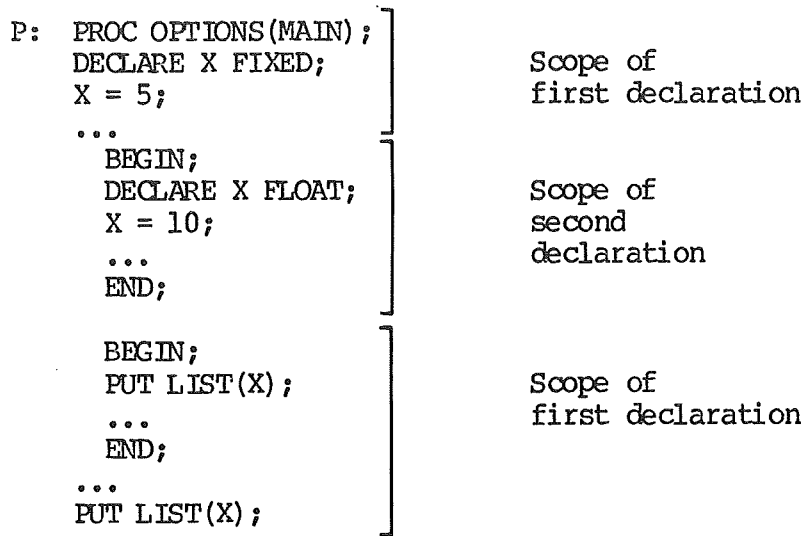 P: PROC OPTIONS(MAIN);
DECLARE X FIXED;
X = 5;
...
BEGIN;
DECLARE X FLOAT;
X = 10;
...
END;
BEGIN;
PUT LIST(X);
...
END;
...
PUT LIST(X);
Scope of
first declaration
Scope of
second
declaration
Scope of
first declaration